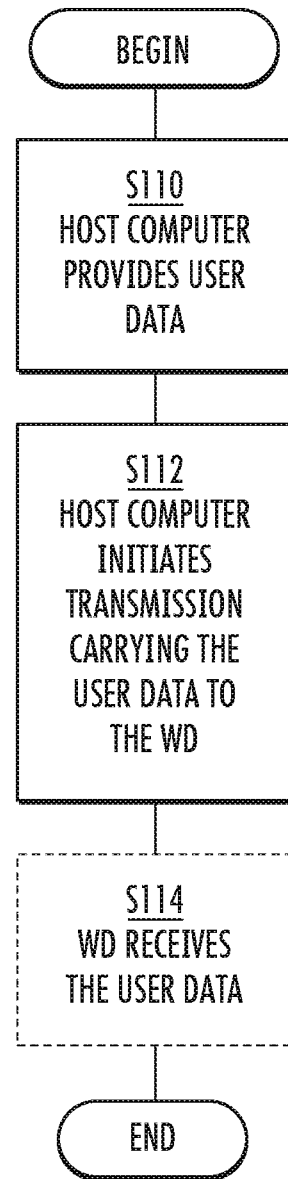 BEGIN
S110
HOST COMPUTER
PROVIDES USER
DATA
S112
HOST COMPUTER
INITIATES
TRANSMISSION
CARRYING THE
USER DATA TO
THE WD
S114
WD RECEIVES
THE USER DATA
END